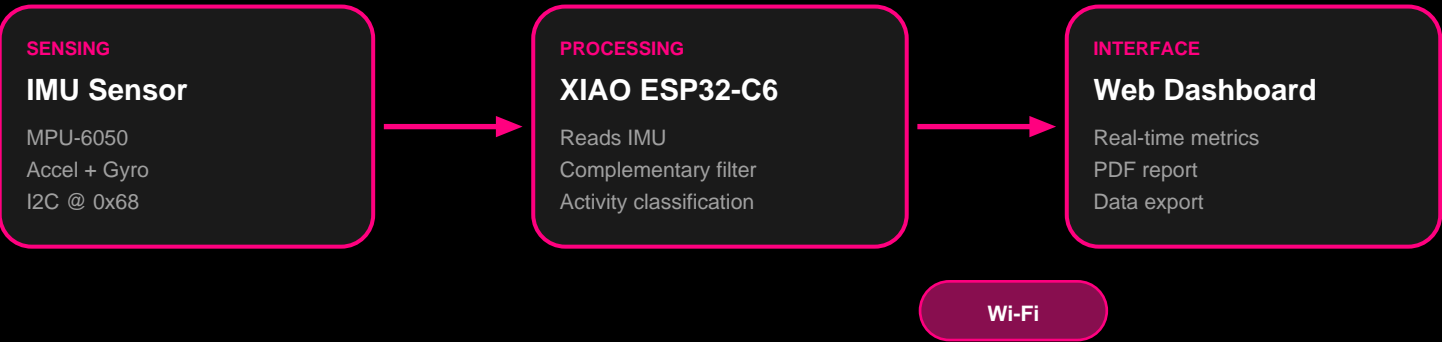 SENSING
IMU Sensor
MPU-6050
Accel + Gyro
I2C @ 0x68
PROCESSING
XIAO ESP32-C6
Reads IMU
Complementary filter
Activity classification
INTERFACE
Web Dashboard
Real-time metrics
PDF report
Data export
Wi-Fi